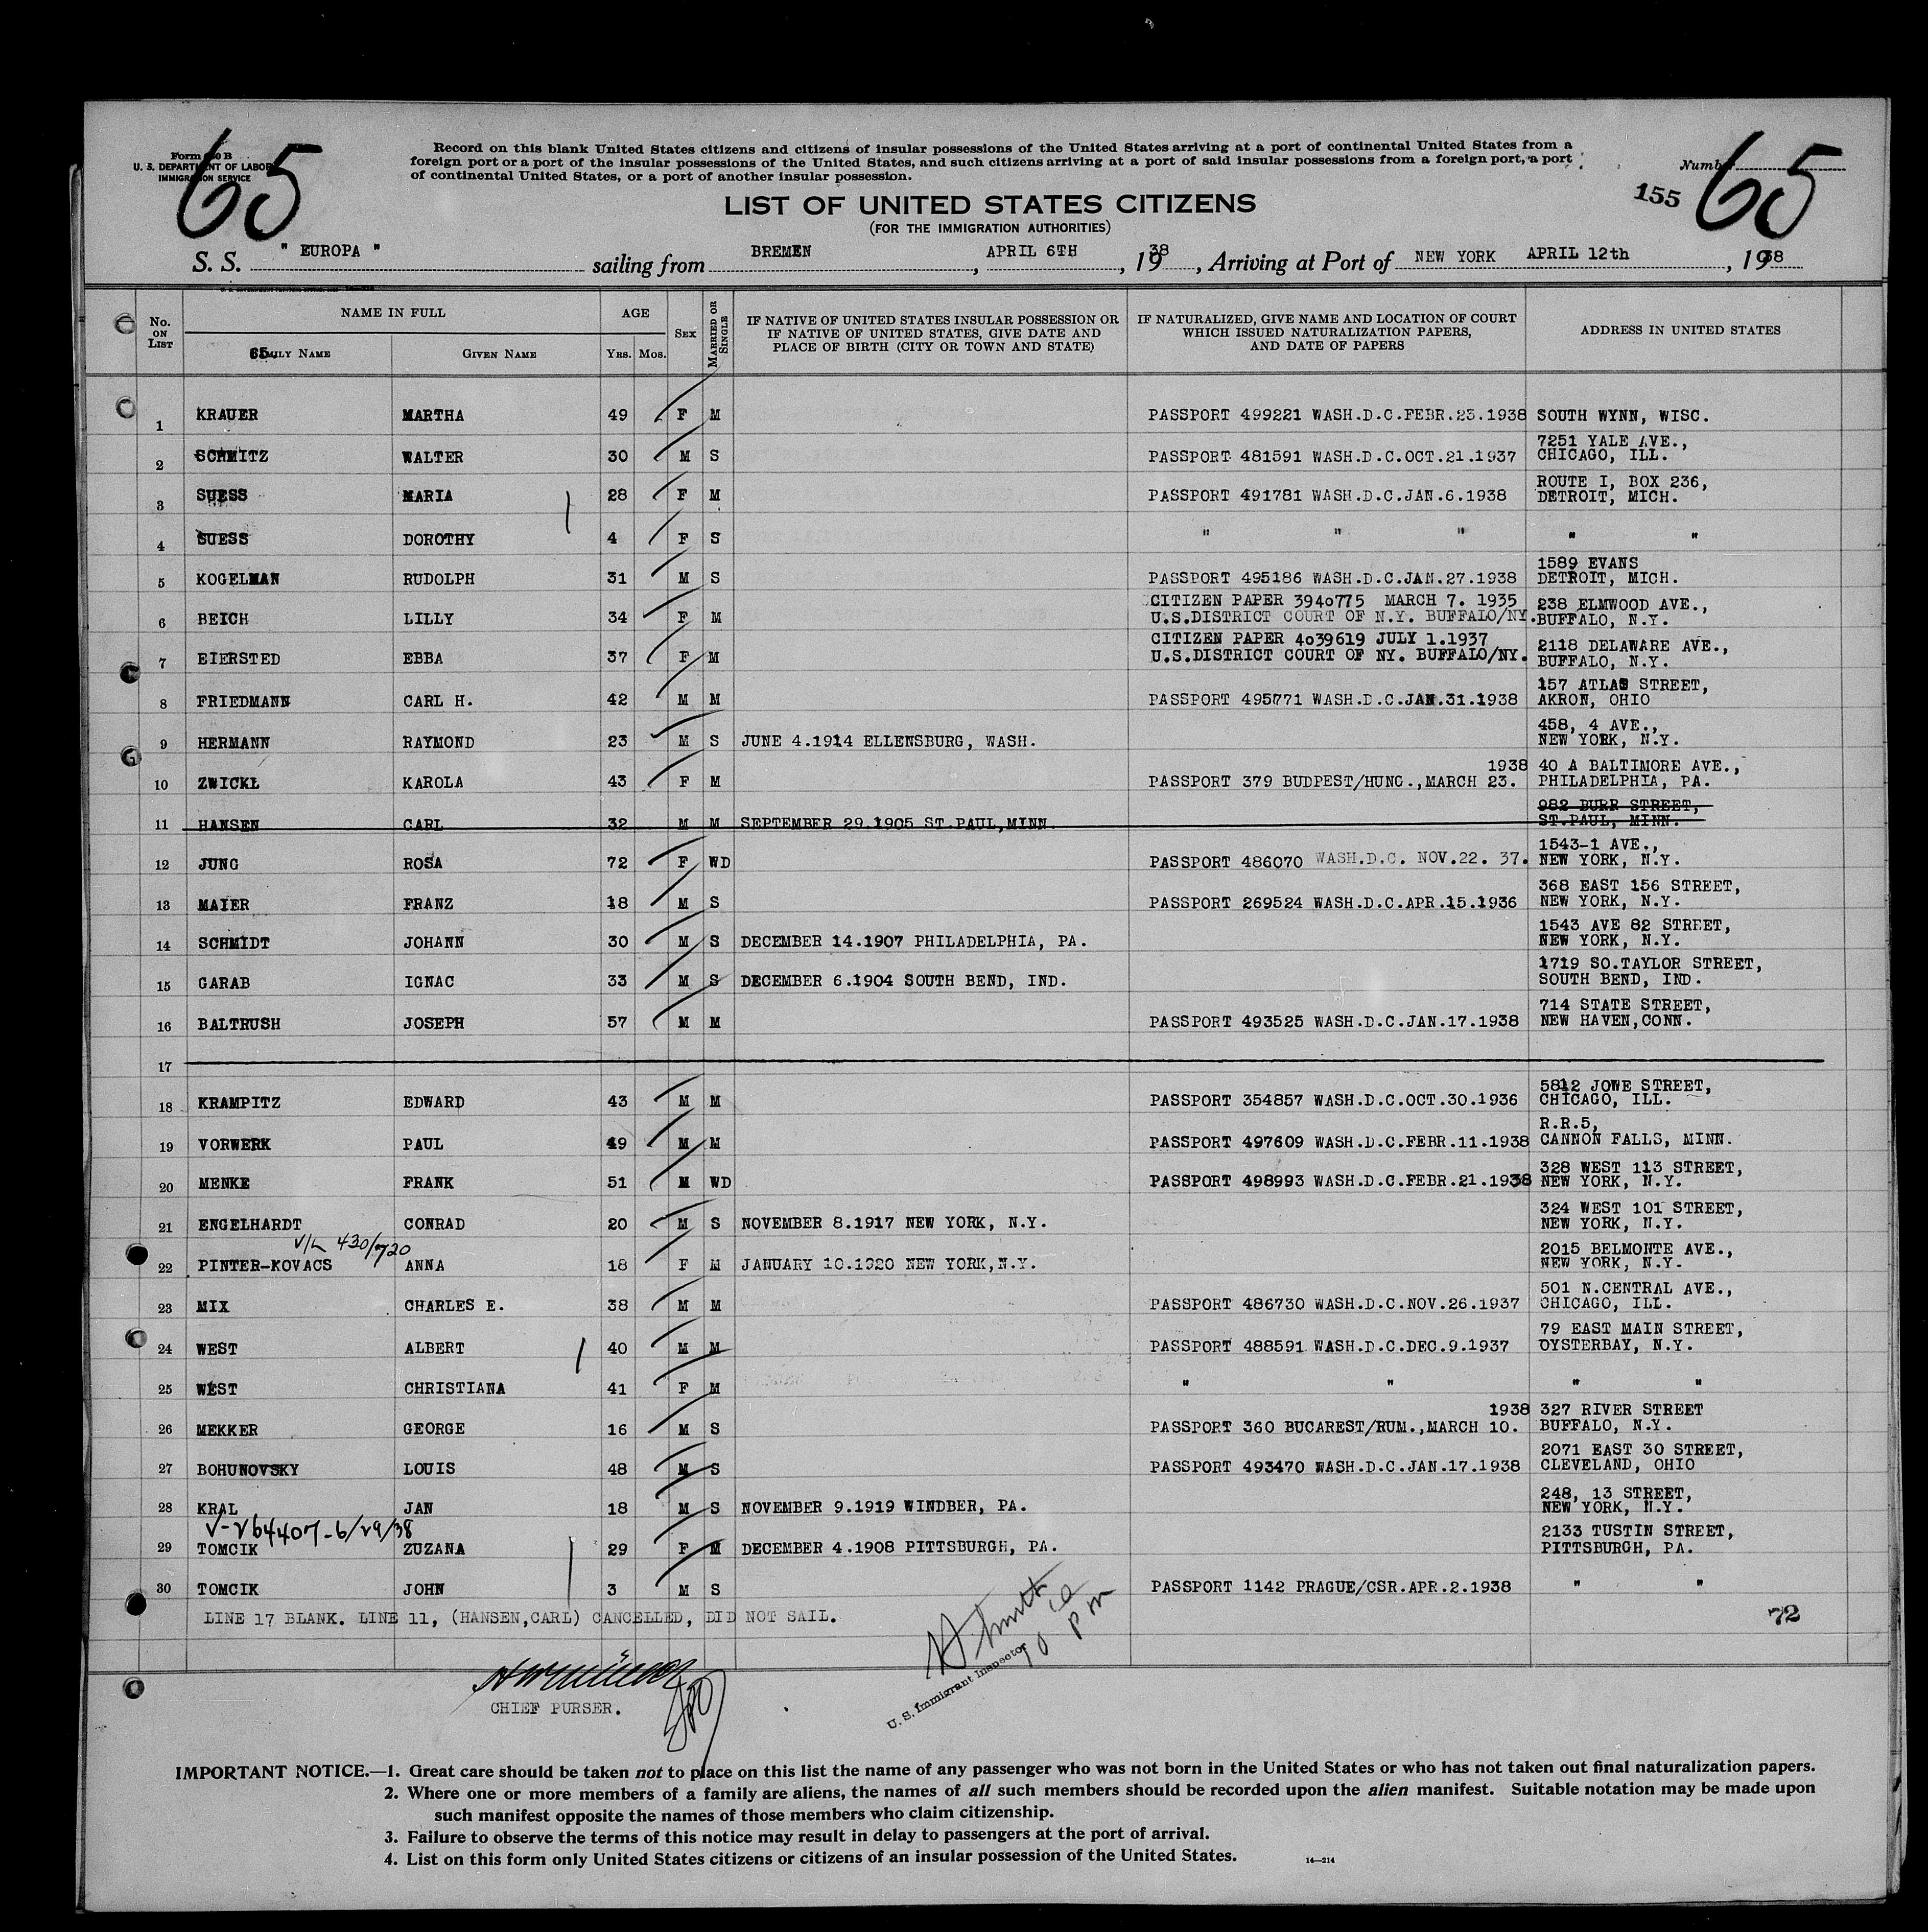 65
65
Form 630 B
U. S. DEPARTMENT OF LABOR
IMMIGRATION SERVICE
Record on this blank United States citizens and citizens of insular possessions of the United States arriving at a port of continental United States from a
foreign port or a port of the insular possessions of the United States, and such citizens arriving at a port of said insular possessions from a foreign port, a port
of continental United States, or a port of another insular possession.
Number
155
LIST OF UNITED STATES CITIZENS
(FOR THE IMMIGRATION AUTHORITIES)
S. S. " EUROPA " sailing from BREMEN, APRIL 6TH, 1938, Arriving at Port of NEW YORK APRIL 12th, 1938
No. ON LIST NAME IN FULL AGE SEX MARRIED OR SINGLE IF NATIVE OF UNITED STATES INSULAR POSSESSION OR IF NATIVE OF UNITED STATES, GIVE DATE AND PLACE OF BIRTH (CITY OR TOWN AND STATE) IF NATURALIZED, GIVE NAME AND LOCATION OF COURT WHICH ISSUED NATURALIZATION PAPERS, AND DATE OF PAPERS ADDRESS IN UNITED STATES
65. FAMILY NAME GIVEN NAME YRS. MOS.
1 KRAUER MARTHA 49 F M PASSPORT 499221 WASH.D.C.FEBR.23.1938 SOUTH WYNN, WISC.
2 SCHMITZ WALTER 30 M S PASSPORT 481591 WASH.D.C.OCT.21.1937 7251 YALE AVE., CHICAGO, ILL.
3 SUESS MARIA 28 F M PASSPORT 491781 WASH.D.C.JAN.6.1938 ROUTE I, BOX 236, DETROIT, MICH.
4 SUESS DOROTHY 4 F S " " " " "
5 KOGELMAN RUDOLPH 31 M S PASSPORT 495186 WASH.D.C.JAN.27.1938 1589 EVANS DETROIT, MICH.
6 BEICH LILLY 34 F M CITIZEN PAPER 3940775 MARCH 7. 1935 U.S.DISTRICT COURT OF N.Y. BUFFALO/NY. 238 ELMWOOD AVE., BUFFALO, N.Y.
7 EIERSTED EBBA 37 F M CITIZEN PAPER 4039619 JULY 1.1937 U.S.DISTRICT COURT OF NY. BUFFALO/NY. 2118 DELAWARE AVE., BUFFALO, N.Y.
8 FRIEDMANN CARL H. 42 M M PASSPORT 495771 WASH.D.C.JAN.31.1938 157 ATLAS STREET, AKRON, OHIO
9 HERMANN RAYMOND 23 M S JUNE 4.1914 ELLENSBURG, WASH. 458, 4 AVE., NEW YORK, N.Y.
10 ZWICKL KAROLA 43 F M PASSPORT 379 BUDPEST/HUNG.,MARCH 23. 1938 40 A BALTIMORE AVE., PHILADELPHIA, PA.
11 HANSEN CARL 32 M M SEPTEMBER 29.1905 ST.PAUL,MINN. 982 BURR STREET, ST.PAUL, MINN.
12 JUNG ROSA 72 F WD PASSPORT 486070 WASH.D.C. NOV.22. 37. 1543-1 AVE., NEW YORK, N.Y.
13 MAIER FRANZ 18 M S PASSPORT 269524 WASH.D.C.APR.15.1936 368 EAST 156 STREET, NEW YORK, N.Y.
14 SCHMIDT JOHANN 30 M S DECEMBER 14.1907 PHILADELPHIA, PA. 1543 AVE 82 STREET, NEW YORK, N.Y.
15 GARAB IGNAC 33 M S DECEMBER 6.1904 SOUTH BEND, IND. 1719 SO.TAYLOR STREET, SOUTH BEND, IND.
16 BALTRUSH JOSEPH 57 M M PASSPORT 493525 WASH.D.C.JAN.17.1938 714 STATE STREET, NEW HAVEN,CONN.
17
18 KRAMPITZ EDWARD 43 M M PASSPORT 354857 WASH.D.C.OCT.30.1936 5812 JOWE STREET, CHICAGO, ILL.
19 VORWERK PAUL 49 M M PASSPORT 497609 WASH.D.C.FEBR.11.1938 R.R.5, CANNON FALLS, MINN.
20 MENKE FRANK 51 M WD PASSPORT 498993 WASH.D.C.FEBR.21.1938 328 WEST 113 STREET, NEW YORK, N.Y.
21 ENGELHARDT CONRAD 20 M S NOVEMBER 8.1917 NEW YORK, N.Y. 324 WEST 101 STREET, NEW YORK, N.Y.
V/L 430/720
22 PINTER-KOVACS ANNA 18 F M JANUARY 10.1920 NEW YORK,N.Y. 2015 BELMONTE AVE., NEW YORK, N.Y.
23 MIX CHARLES E. 38 M M PASSPORT 486730 WASH.D.C.NOV.26.1937 501 N.CENTRAL AVE., CHICAGO, ILL.
24 WEST ALBERT 40 M M PASSPORT 488591 WASH.D.C.DEC.9.1937 79 EAST MAIN STREET, OYSTERBAY, N.Y.
25 WEST CHRISTIANA 41 F M " " " "
26 MEKKER GEORGE 16 M S PASSPORT 360 BUCAREST/RUM.,MARCH 10. 1938 327 RIVER STREET BUFFALO, N.Y.
27 BOHUNOVSKY LOUIS 48 M S PASSPORT 493470 WASH.D.C.JAN.17.1938 2071 EAST 30 STREET, CLEVELAND, OHIO
28 KRAL JAN 18 M S NOVEMBER 9.1919 WINDBER, PA. 248, 13 STREET, NEW YORK, N.Y.
V-V64407-6/29/38
29 TOMCIK ZUZANA 29 F M DECEMBER 4.1908 PITTSBURGH, PA. 2133 TUSTIN STREET, PITTSBURGH, PA.
30 TOMCIK JOHN 3 M S PASSPORT 1142 PRAGUE/CSR.APR.2.1938 " "
LINE 17 BLANK. LINE 11, (HANSEN,CARL) CANCELLED, DID NOT SAIL.
72
U. S. Immigrant Inspector
CHIEF PURSER.
IMPORTANT NOTICE.—1. Great care should be taken not to place on this list the name of any passenger who was not born in the United States or who has not taken out final naturalization papers.
2. Where one or more members of a family are aliens, the names of all such members should be recorded upon the alien manifest. Suitable notation may be made upon
such manifest opposite the names of those members who claim citizenship.
3. Failure to observe the terms of this notice may result in delay to passengers at the port of arrival.
4. List on this form only United States citizens or citizens of an insular possession of the United States.
14—214